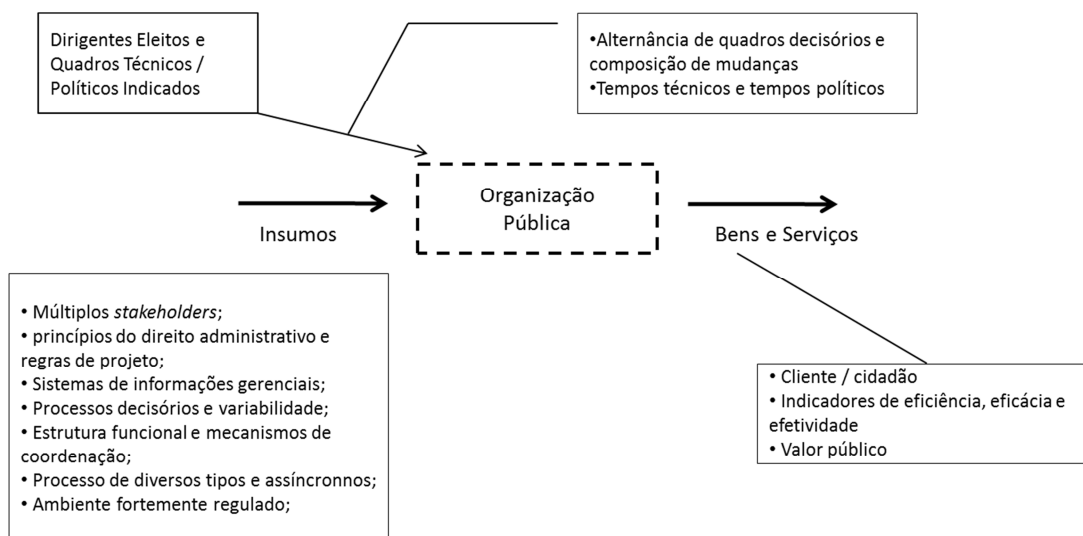 Dirigentes Eleitos e
Quadros Técnicos /
Políticos Indicados
•Alternância de quadros decisórios e
composição de mudanças
•Tempos técnicos e tempos políticos
Organização
Pública
Insumos
Bens e Serviços
• Múltiplos stakeholders;
• princípios do direito administrativo e
regras de projeto;
• Sistemas de informações gerenciais;
• Processos decisórios e variabilidade;
• Estrutura funcional e mecanismos de
coordenação;
• Processo de diversos tipos e assíncronnos;
• Ambiente fortemente regulado;
• Cliente / cidadão
• Indicadores de eficiência, eficácia e
efetividade
• Valor público